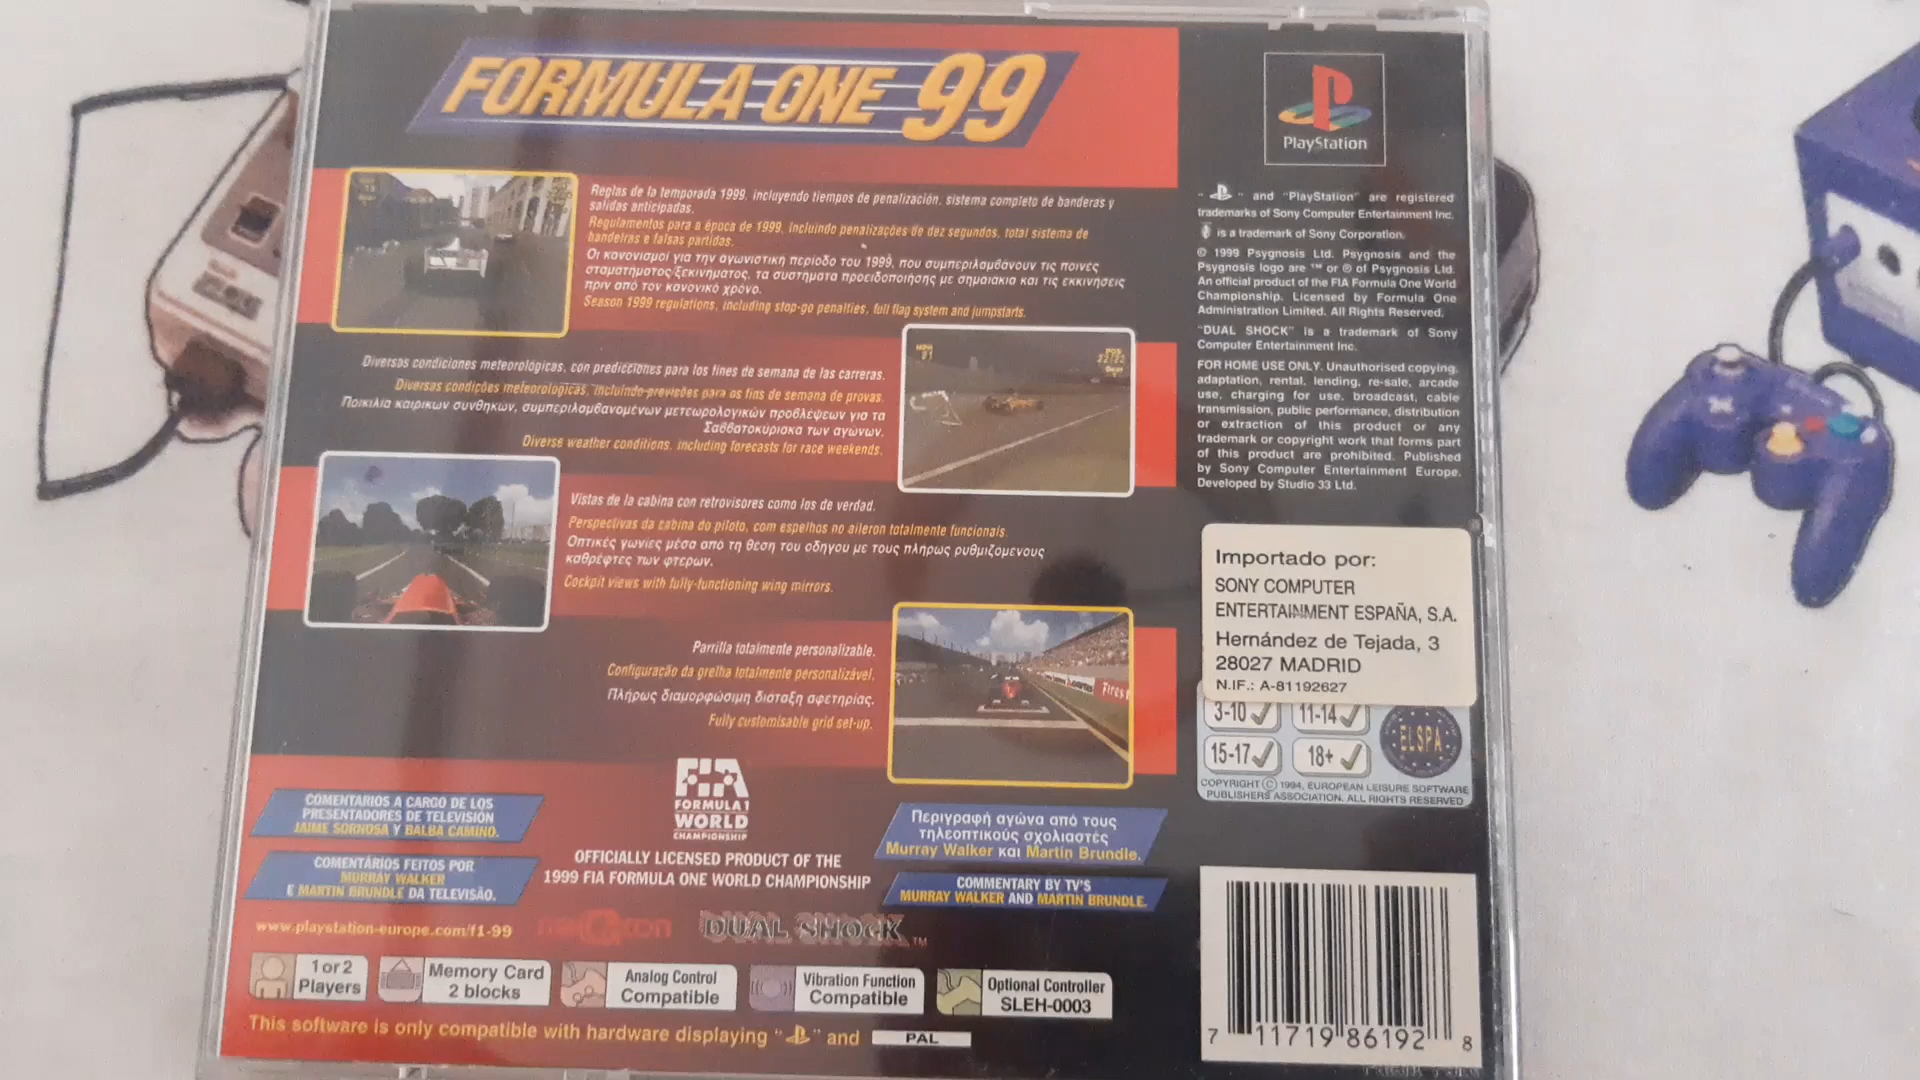 FORMULA ONE 99
Reglas de la temporada 1999, incluyendo tiempos de penalización, sistema completo de banderas y
salidas anticipadas.
Regulamentos para a época de 1999, incluindo penalizações de dez segundos, total sistema de
bandeiras e falsas partidas.
Οι κανονισμοί για την αγωνιστική περίοδο του 1999, που συμπεριλαμβάνουν τις ποινές
σταματήματος/ξεκινήματος, τα συστήματα προειδοποίησης με σημαιάκια και τις εκκινήσεις
πριν από τον κανονικό χρόνο.
Season 1999 regulations, including stop-go penalties, full flag system and jumpstarts.
Diversas condiciones meteorológicas, con predicciones para los fines de semana de las carreras.
Diversas condições meteorológicas, incluindo previsões para os fins de semana de provas.
Ποικιλία καιρικών συνθηκών, συμπεριλαμβανομένων μετεωρολογικών προβλέψεων για τα
Σαββατοκύριακα των αγώνων.
Diverse weather conditions, including forecasts for race weekends.
Vistas de la cabina con retrovisores como los de verdad.
Perspectivas da cabina do piloto, com espelhos no aileron totalmente funcionais.
Οπτικές γωνίες μέσα από τη θέση του οδηγού με τους πλήρως ρυθμιζόμενους
καθρέφτες των φτερών.
Cockpit views with fully-functioning wing mirrors.
Parrilla totalmente personalizable.
Configuração da grelha totalmente personalizável.
Πλήρως διαμορφώσιμη διάταξη αφετηρίας.
Fully customisable grid set-up.
COMENTARIOS A CARGO DE LOS
PRESENTADORES DE TELEVISIÓN
JAIME SORNOSA Y BALBA CAMINO.
COMENTÁRIOS FEITOS POR
MURRAY WALKER
E MARTIN BRUNDLE DA TELEVISÃO.
FIA
FORMULA 1
WORLD
CHAMPIONSHIP
OFFICIALLY LICENSED PRODUCT OF THE
1999 FIA FORMULA ONE WORLD CHAMPIONSHIP
Περιγραφή αγώνα από τους
τηλεοπτικούς σχολιαστές
Murray Walker και Martin Brundle.
COMMENTARY BY TV'S
MURRAY WALKER AND MARTIN BRUNDLE.
www.playstation-europe.com/f1-99
DUAL SHOCK™
1 or 2
Players
Memory Card
2 blocks
Analog Control
Compatible
Vibration Function
Compatible
Optional Controller
SLEH-0003
This software is only compatible with hardware displaying " " and PAL
PlayStation
" " and "PlayStation" are registered
trademarks of Sony Computer Entertainment Inc.
is a trademark of Sony Corporation.
© 1999 Psygnosis Ltd. Psygnosis and the
Psygnosis logo are ™ or ® of Psygnosis Ltd.
An official product of the FIA Formula One World
Championship. Licensed by Formula One
Administration Limited. All Rights Reserved.
"DUAL SHOCK" is a trademark of Sony
Computer Entertainment Inc.
FOR HOME USE ONLY. Unauthorised copying,
adaptation, rental, lending, re-sale, arcade
use, charging for use, broadcast, cable
transmission, public performance, distribution
or extraction of this product or any
trademark or copyright work that forms part
of this product are prohibited. Published
by Sony Computer Entertainment Europe.
Developed by Studio 33 Ltd.
Importado por:
SONY COMPUTER
ENTERTAINMENT ESPAÑA, S.A.
Hernández de Tejada, 3
28027 MADRID
N.I.F.: A-81192627
3-10 11-14
15-17 18+
ELSPA
COPYRIGHT © 1994, EUROPEAN LEISURE SOFTWARE
PUBLISHERS ASSOCIATION. ALL RIGHTS RESERVED
7 11719 86192 8